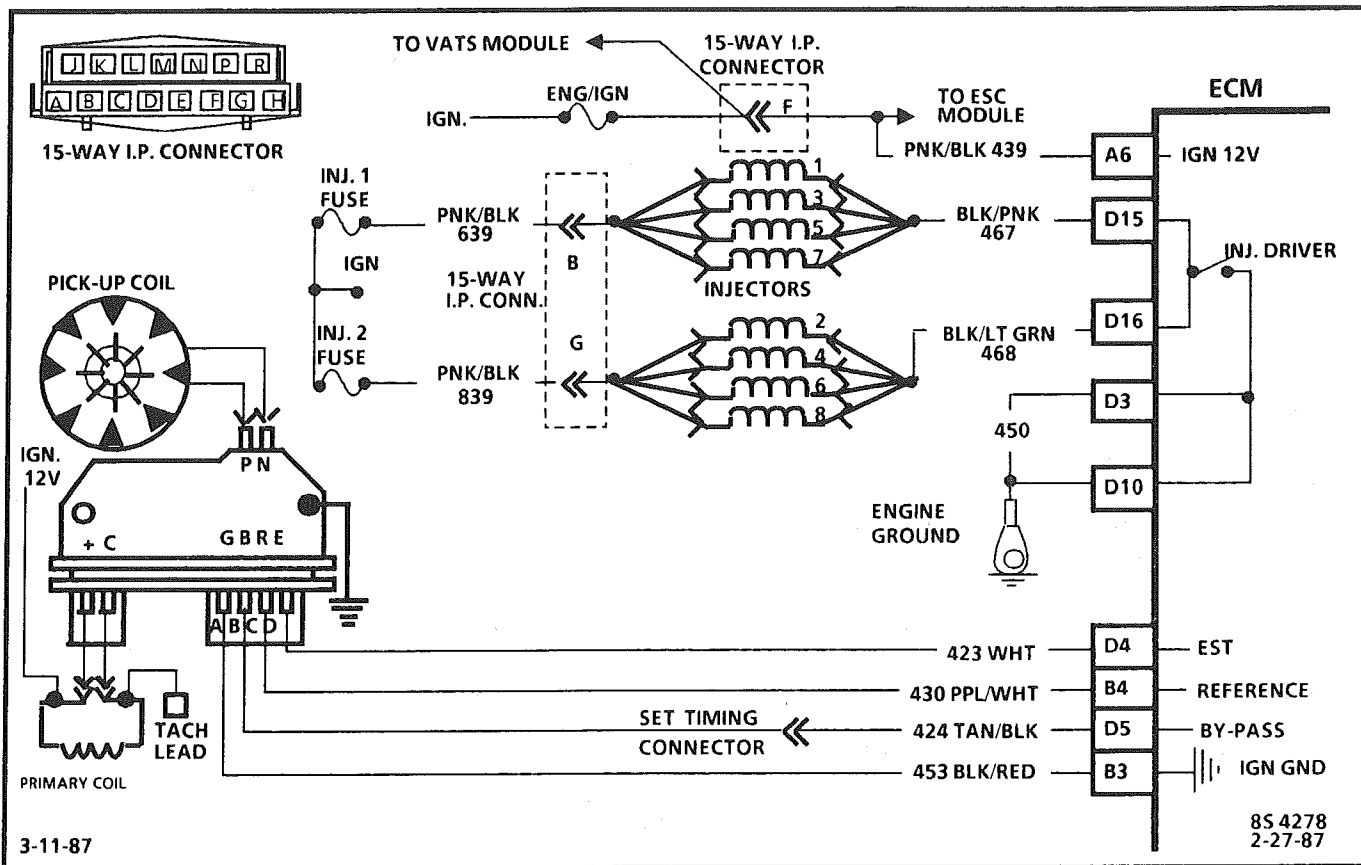 J K L M N P R
A B C D E F G H
15-WAY I.P. CONNECTOR
TO VATS MODULE
15-WAY I.P.
CONNECTOR
ENG/IGN
IGN.
F
TO ESC
MODULE
ECM
PNK/BLK 439
A6
IGN 12V
INJ. 1
FUSE
PNK/BLK
639
B
15-WAY
I.P. CONN.
IGN
1
3
5
7
INJECTORS
BLK/PNK
467
D15
INJ. DRIVER
PICK-UP COIL
INJ. 2
FUSE
PNK/BLK
839
G
2
4
6
8
BLK/LT GRN
468
D16
D3
450
D10
ENGINE
GROUND
IGN.
12V
P N
+ C
G B R E
A B C D
TACH
LEAD
PRIMARY COIL
423 WHT
D4
EST
430 PPL/WHT
B4
REFERENCE
SET TIMING
CONNECTOR
424 TAN/BLK
D5
BY-PASS
453 BLK/RED
B3
IGN GND
3-11-87
8S 4278
2-27-87